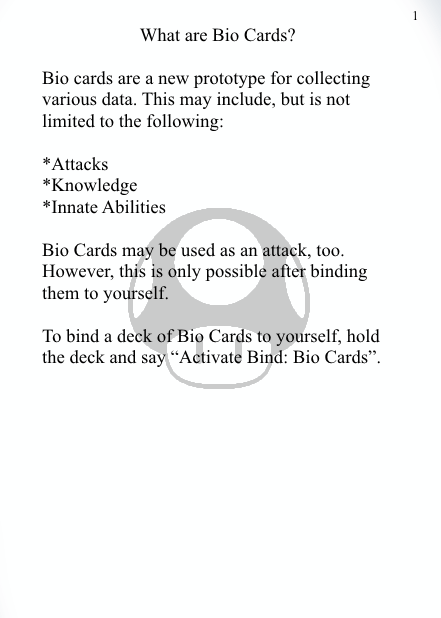 1
What are Bio Cards?
Bio cards are a new prototype for collecting
various data. This may include, but is not
limited to the following:
*Attacks
*Knowledge
*Innate Abilities
Bio Cards may be used as an attack, too.
However, this is only possible after binding
them to yourself.
To bind a deck of Bio Cards to yourself, hold
the deck and say “Activate Bind: Bio Cards”.